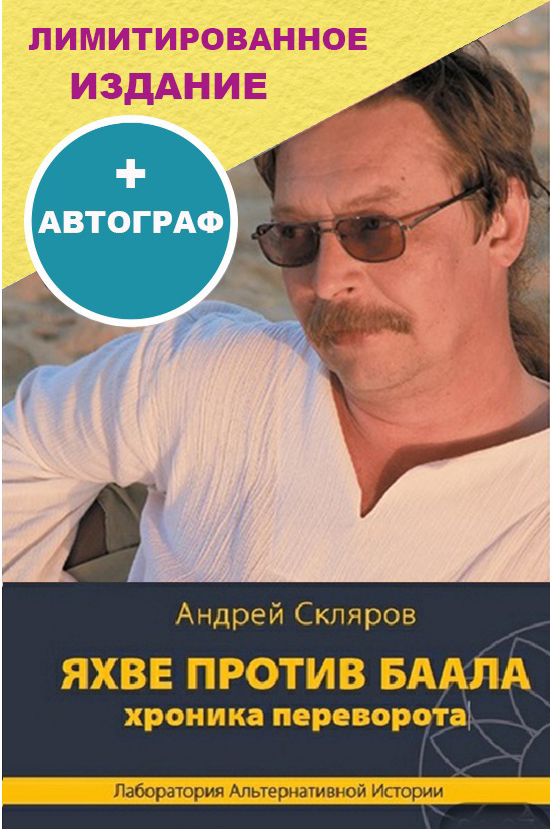 ЛИМИТИРОВАННОЕ
ИЗДАНИЕ
+
АВТОГРАФ
Андрей Скляров
ЯХВЕ ПРОТИВ БААЛА
хроника переворота
Лаборатория Альтернативной Истории